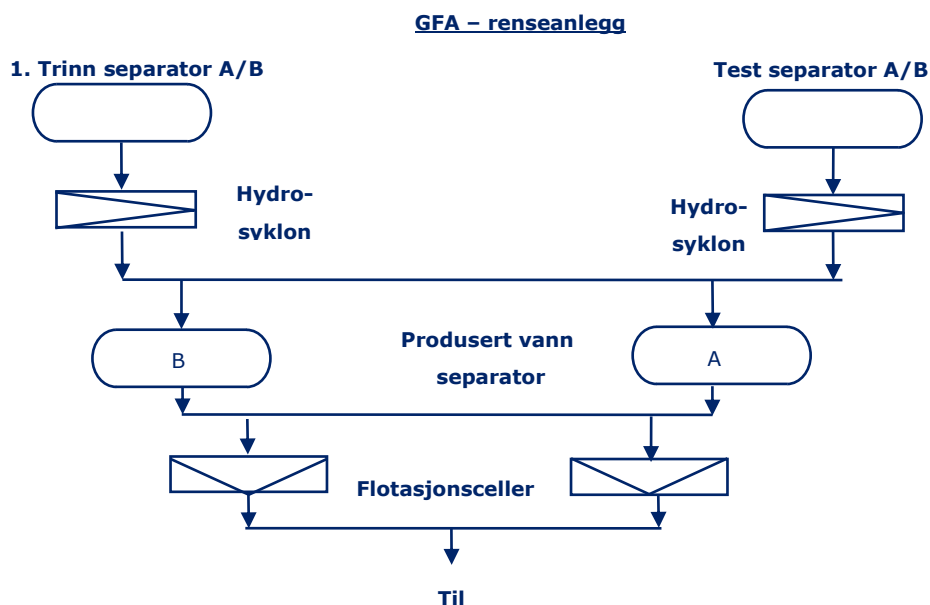 GFA – renseanlegg
1. Trinn separator A/B
Test separator A/B
Hydro-
syklon
Hydro-
syklon
Produsert vann
separator
B
A
Flotasjonsceller
Til